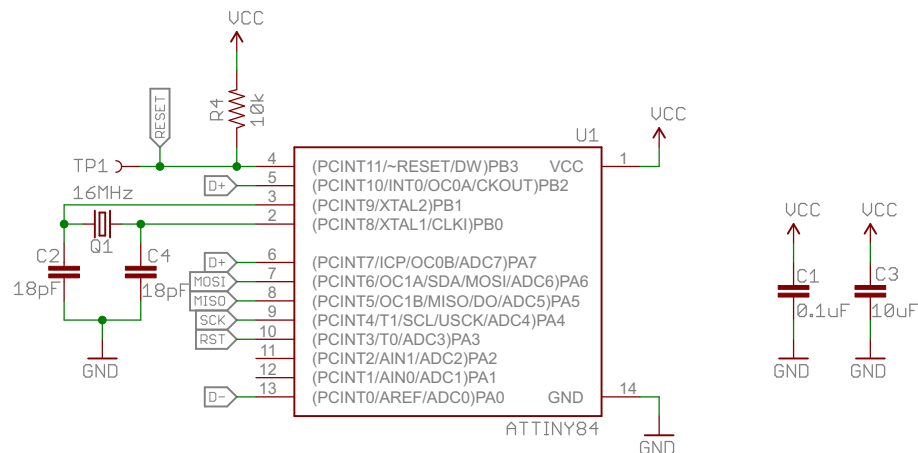 VCC
RESET
R4
10k
TP1
U1
VCC
4 (PCINT11/~RESET/DW)PB3 VCC 1
D+ 5 (PCINT10/INT0/OC0A/CKOUT)PB2
16MHz
3 (PCINT9/XTAL2)PB1
2 (PCINT8/XTAL1/CLKI)PB0
Q1
C2
18pF
C4
18pF
GND
D+ 6 (PCINT7/ICP/OC0B/ADC7)PA7
MOSI 7 (PCINT6/OC1A/SDA/MOSI/ADC6)PA6
MISO 8 (PCINT5/OC1B/MISO/DO/ADC5)PA5
SCK 9 (PCINT4/T1/SCL/USCK/ADC4)PA4
RST 10 (PCINT3/T0/ADC3)PA3
11 (PCINT2/AIN1/ADC2)PA2
12 (PCINT1/AIN0/ADC1)PA1
D- 13 (PCINT0/AREF/ADC0)PA0 GND 14
ATTINY84
GND
VCC
C1
0.1uF
GND
VCC
C3
10uF
GND